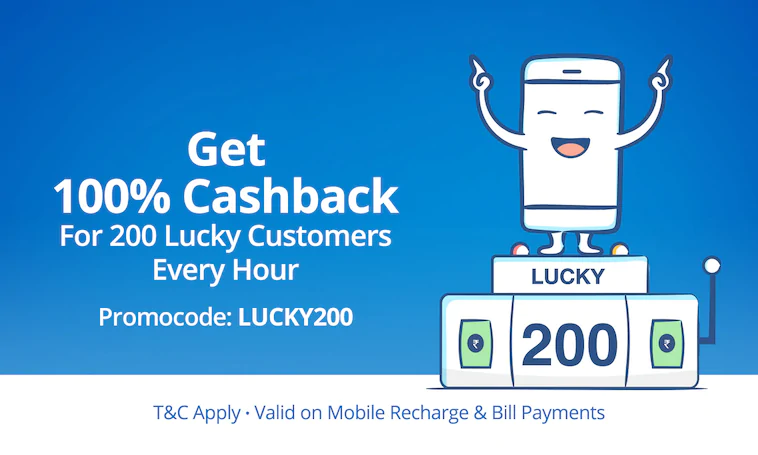 Get
100% Cashback
For 200 Lucky Customers
Every Hour
Promocode: LUCKY200
LUCKY
₹ 200 ₹
T&C Apply · Valid on Mobile Recharge & Bill Payments